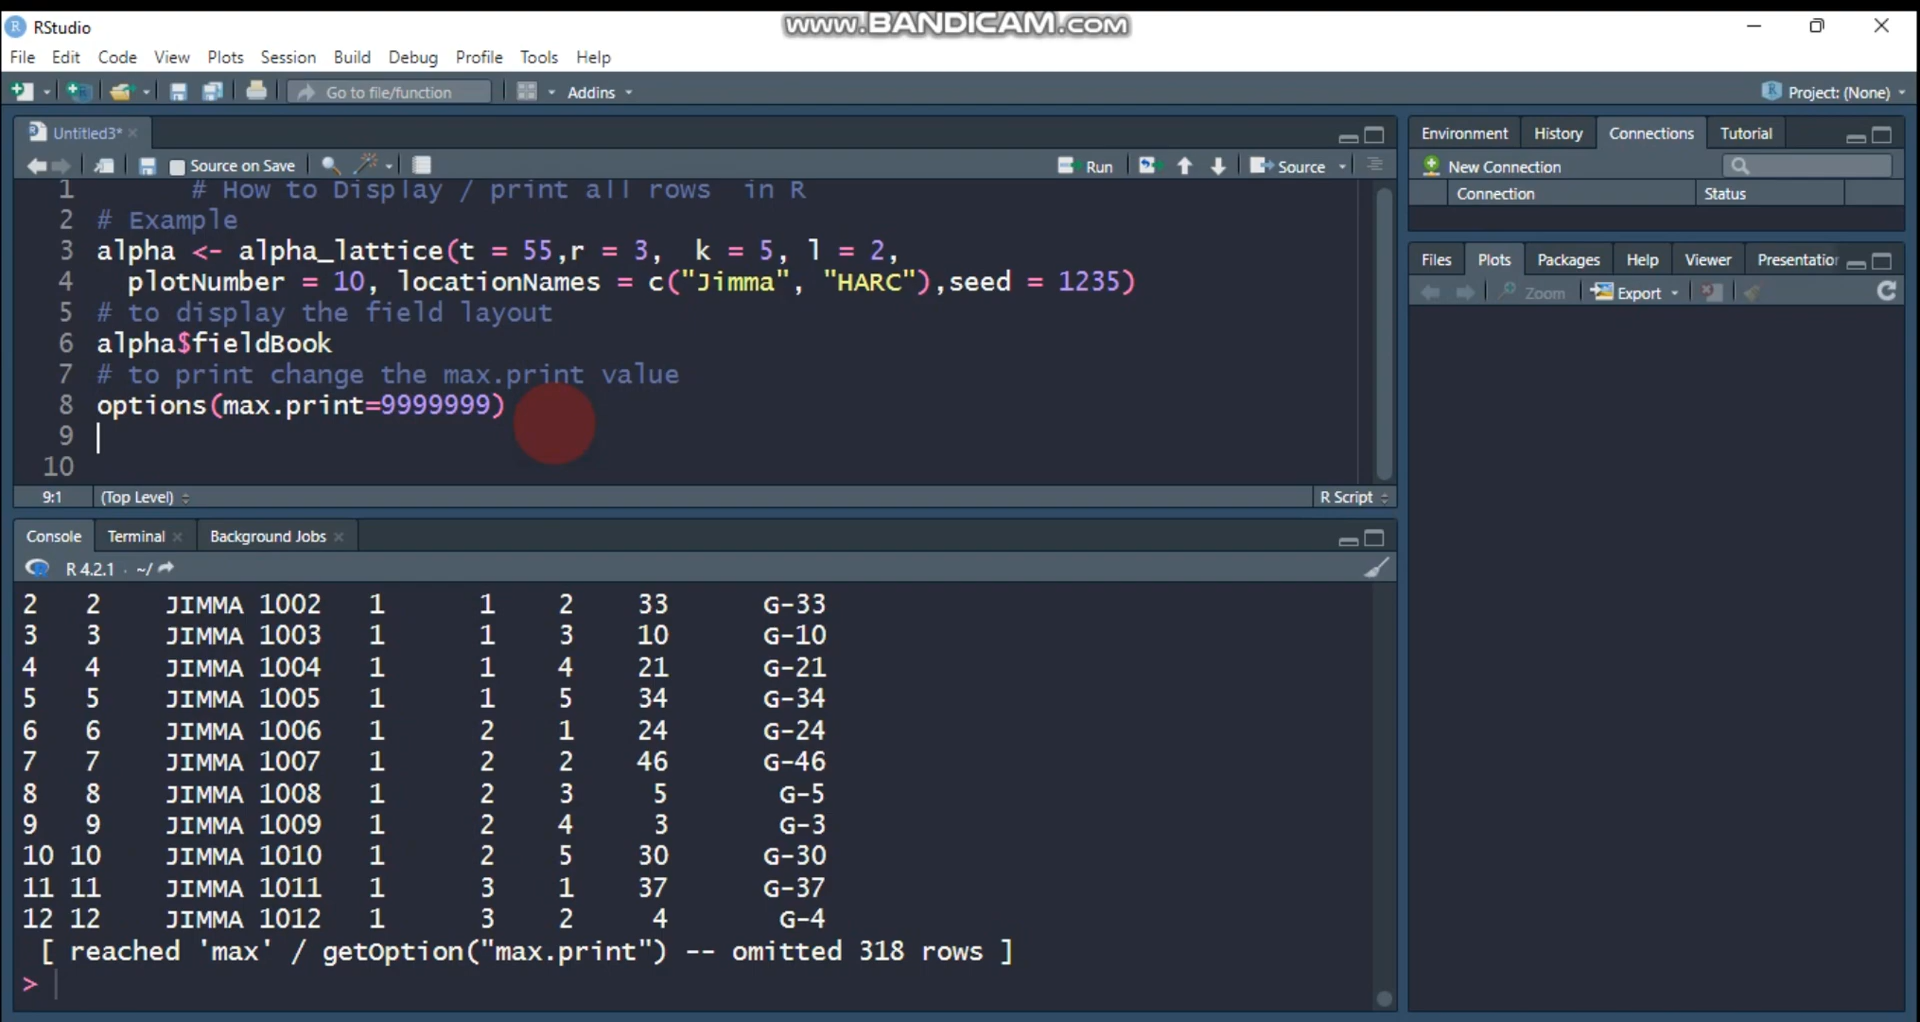 www.BANDICAM.com
RStudio
File Edit Code View Plots Session Build Debug Profile Tools Help
Go to file/function Addins Project: (None)
Untitled3*
Source on Save Run Source
1 # How to Display / print all rows in R
2 # Example
3 alpha <- alpha_lattice(t = 55,r = 3, k = 5, l = 2,
4 plotNumber = 10, locationNames = c("Jimma", "HARC"),seed = 1235)
5 # to display the field layout
6 alpha$fieldBook
7 # to print change the max.print value
8 options(max.print=9999999)
9
10
9:1 (Top Level) R Script
Console Terminal Background Jobs
R 4.2.1 · ~/
2 2 JIMMA 1002 1 1 2 33 G-33
3 3 JIMMA 1003 1 1 3 10 G-10
4 4 JIMMA 1004 1 1 4 21 G-21
5 5 JIMMA 1005 1 1 5 34 G-34
6 6 JIMMA 1006 1 2 1 24 G-24
7 7 JIMMA 1007 1 2 2 46 G-46
8 8 JIMMA 1008 1 2 3 5 G-5
9 9 JIMMA 1009 1 2 4 3 G-3
10 10 JIMMA 1010 1 2 5 30 G-30
11 11 JIMMA 1011 1 3 1 37 G-37
12 12 JIMMA 1012 1 3 2 4 G-4
[ reached 'max' / getOption("max.print") -- omitted 318 rows ]
>
Environment History Connections Tutorial
New Connection
Connection Status
Files Plots Packages Help Viewer Presentatior
Zoom Export